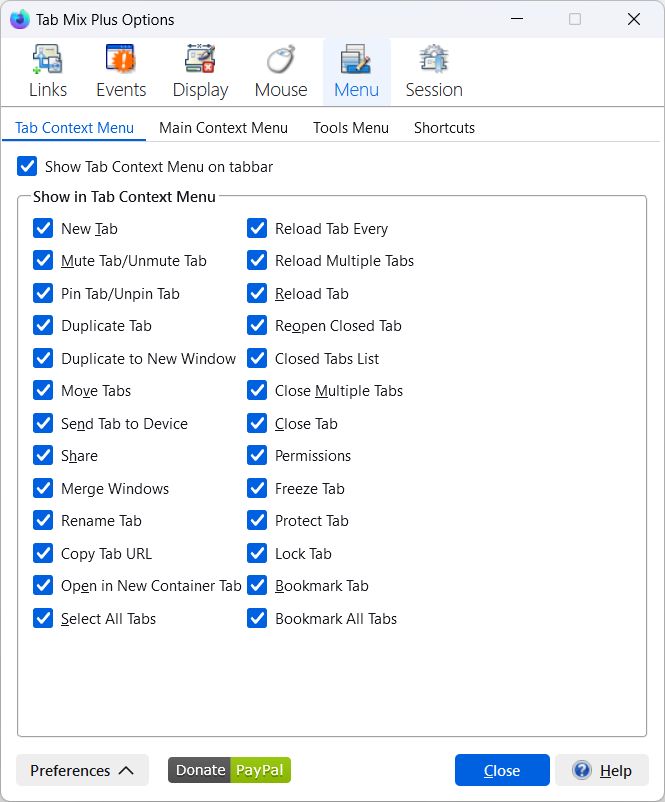 Tab Mix Plus Options
Links Events Display Mouse Menu Session
Tab Context Menu Main Context Menu Tools Menu Shortcuts
Show Tab Context Menu on tabbar
Show in Tab Context Menu
New Tab
Mute Tab/Unmute Tab
Pin Tab/Unpin Tab
Duplicate Tab
Duplicate to New Window
Move Tabs
Send Tab to Device
Share
Merge Windows
Rename Tab
Copy Tab URL
Open in New Container Tab
Select All Tabs
Reload Tab Every
Reload Multiple Tabs
Reload Tab
Reopen Closed Tab
Closed Tabs List
Close Multiple Tabs
Close Tab
Permissions
Freeze Tab
Protect Tab
Lock Tab
Bookmark Tab
Bookmark All Tabs
Preferences Donate PayPal Close ? Help